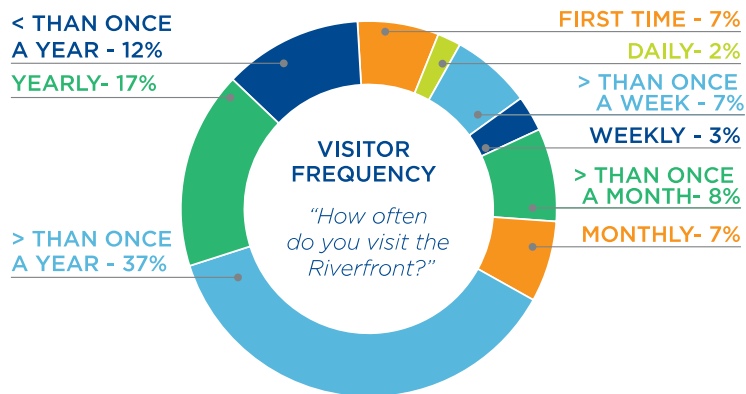 < THAN ONCE
A YEAR - 12%
YEARLY- 17%
> THAN ONCE
A YEAR - 37%
VISITOR
FREQUENCY
“How often
do you visit the
Riverfront?”
FIRST TIME - 7%
DAILY- 2%
> THAN ONCE
A WEEK - 7%
WEEKLY - 3%
> THAN ONCE
A MONTH- 8%
MONTHLY- 7%